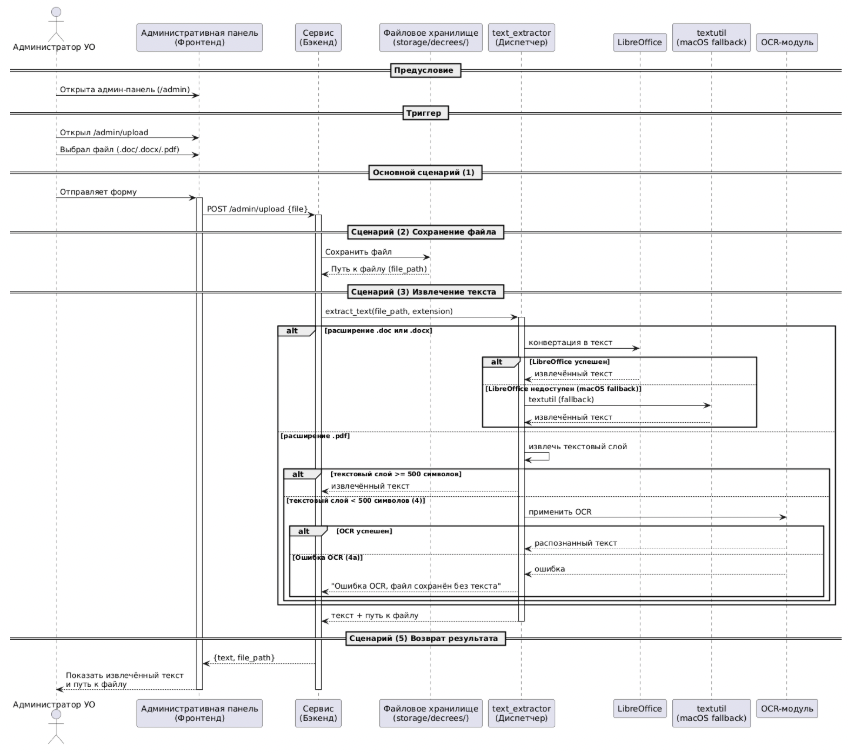 Администратор УО
Административная панель
(Фронтенд)
Сервис
(Бэкенд)
Файловое хранилище
(storage/decrees/)
text_extractor
(Диспетчер)
LibreOffice
textutil
(macOS fallback)
OCR-модуль
Предусловие
Открыта админ-панель (/admin)
Триггер
Открыл /admin/upload
Выбрал файл (.doc/.docx/.pdf)
Основной сценарий (1)
Отправляет форму
POST /admin/upload {file}
Сценарий (2) Сохранение файла
Сохранить файл
Путь к файлу (file_path)
Сценарий (3) Извлечение текста
extract_text(file_path, extension)
alt [расширение .doc или .docx]
конвертация в текст
alt [LibreOffice успешен]
извлечённый текст
[LibreOffice недоступен (macOS fallback)]
textutil (fallback)
извлечённый текст
[расширение .pdf]
извлечь текстовый слой
alt [текстовый слой >= 500 символов]
извлечённый текст
[текстовый слой < 500 символов (4)]
применить OCR
alt [OCR успешен]
распознанный текст
[Ошибка OCR (4a)]
ошибка
"Ошибка OCR, файл сохранён без текста"
текст + путь к файлу
Сценарий (5) Возврат результата
{text, file_path}
Показать извлечённый текст
и путь к файлу
Администратор УО
Административная панель
(Фронтенд)
Сервис
(Бэкенд)
Файловое хранилище
(storage/decrees/)
text_extractor
(Диспетчер)
LibreOffice
textutil
(macOS fallback)
OCR-модуль